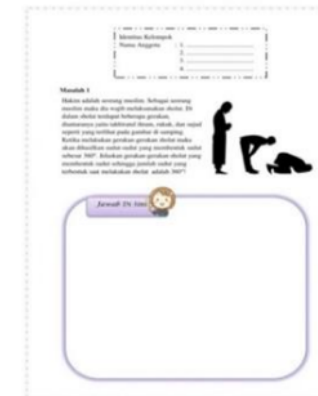 Identitas Kelompok
Nama Anggota : 1.
2.
3.
4.
Masalah 1
Hakim adalah seorang muslim. Sebagai seorang
muslim maka dia wajib melaksanakan sholat. Di
dalam sholat terdapat beberapa gerakan,
diantaranya yaitu takbiratul ihram, rukuk, dan sujud
seperti yang terlihat pada gambar di samping.
Ketika melakukan gerakan-gerakan sholat maka
akan dihasilkan sudut-sudut yang membentuk sudut
sebesar 360°. Jelaskan gerakan-gerakan sholat yang
membentuk sudut sehingga jumlah sudut yang
terbentuk saat melakukan sholat adalah 360°!
Jawab Di Sini